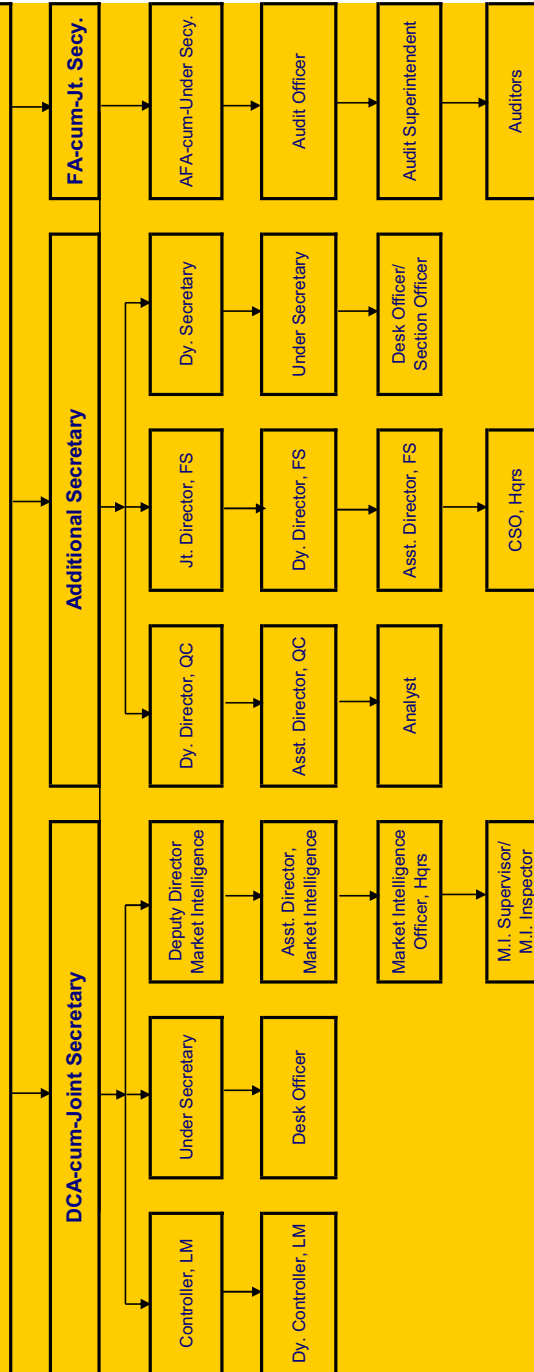 DCA-cum-Joint Secretary
Additional Secretary
FA-cum-Jt. Secy.
Controller, LM
Under Secretary
Deputy Director
Market Intelligence
Dy. Director, QC
Jt. Director, FS
Dy. Secretary
AFA-cum-Under Secy.
Dy. Controller, LM
Desk Officer
Asst. Director,
Market Intelligence
Asst. Director, QC
Dy. Director, FS
Under Secretary
Audit Officer
Market Intelligence
Officer, Hqrs
Analyst
Asst. Director, FS
Desk Officer/
Section Officer
Audit Superintendent
M.I. Supervisor/
M.I. Inspector
CSO, Hqrs
Auditors